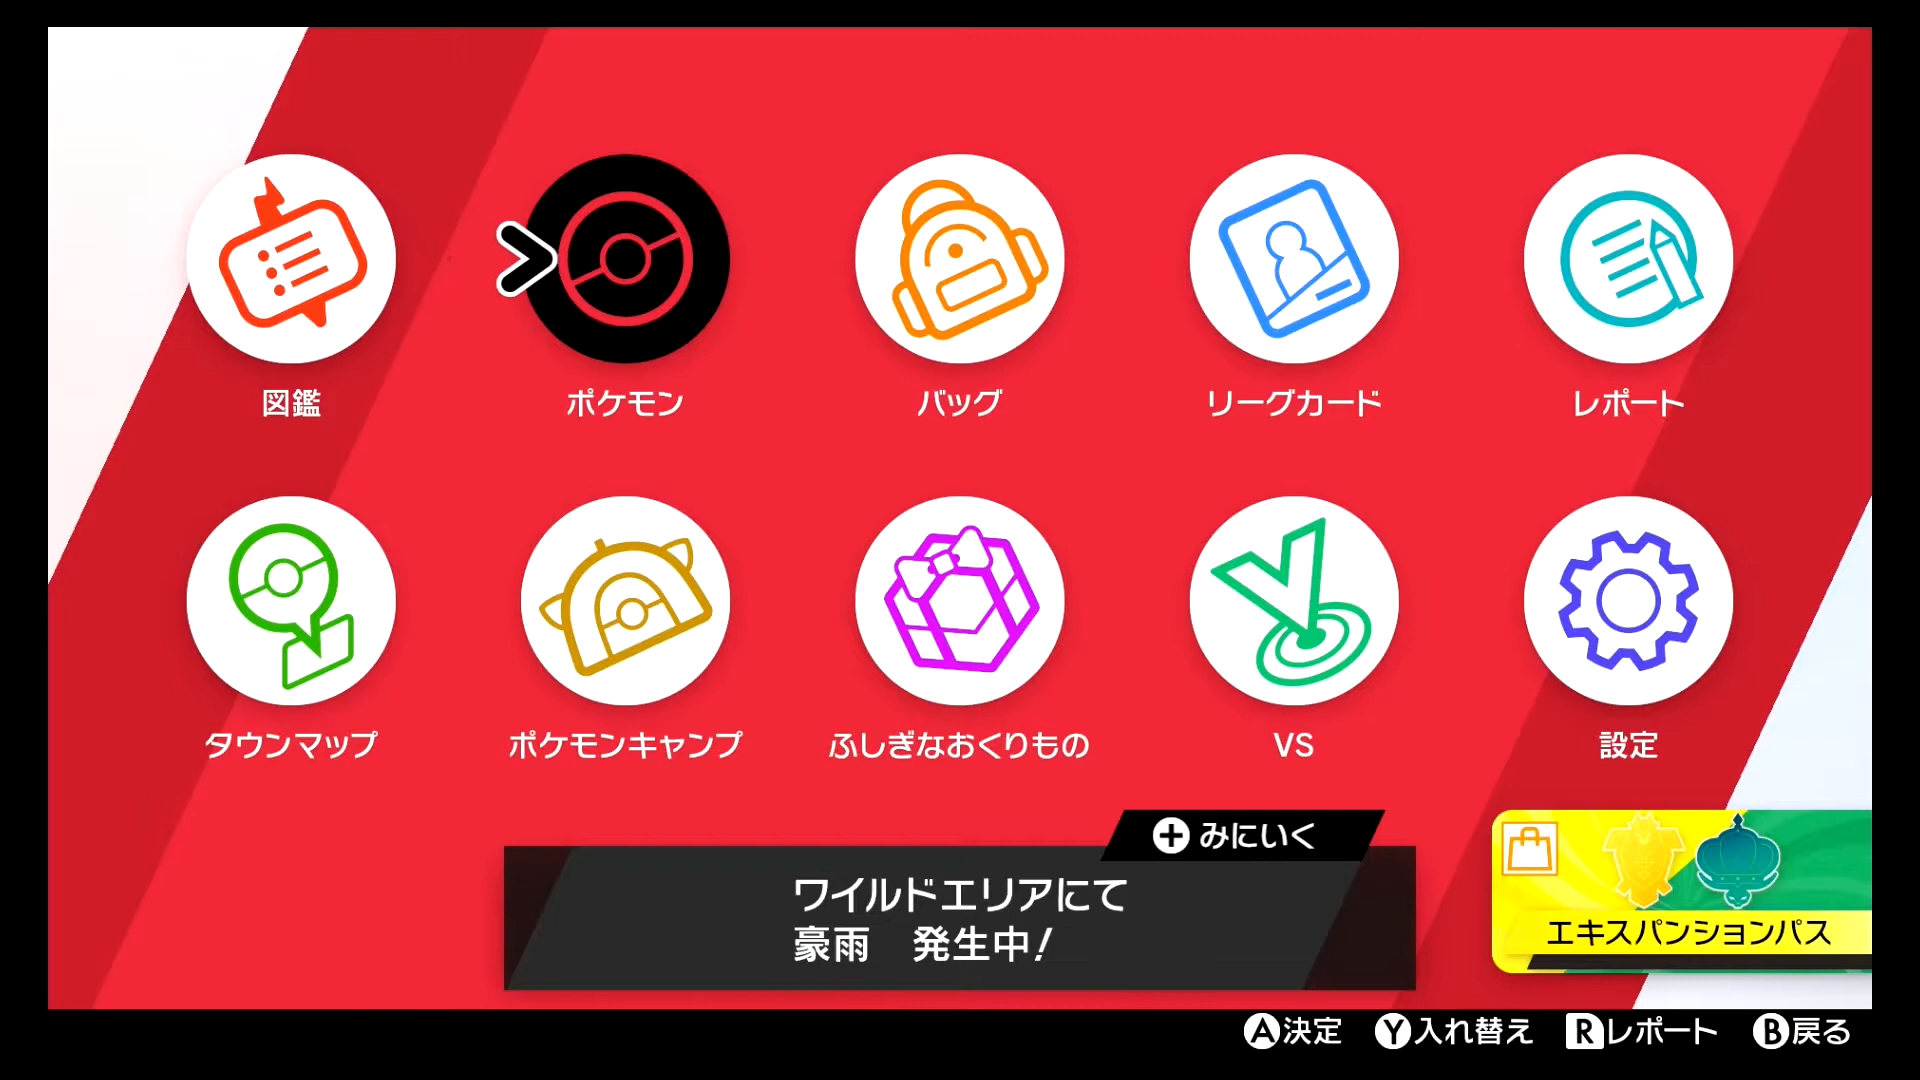 図鑑
ポケモン
バッグ
リーグカード
レポート
タウンマップ
ポケモンキャンプ
ふしぎなおくりもの
VS
設定
+みにいく
ワイルドエリアにて
豪雨　発生中!
エキスパンションパス
A決定 Y入れ替え Rレポート B戻る